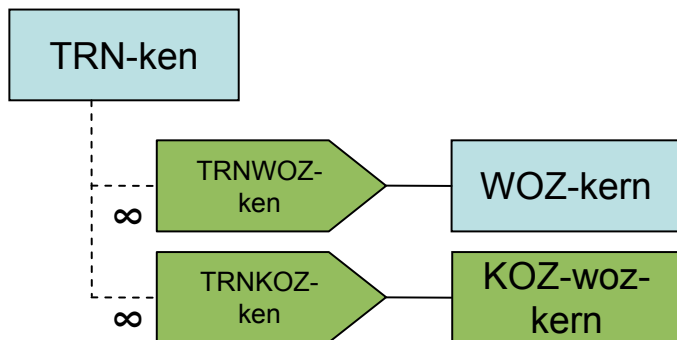 TRN-ken
TRNWOZ-
ken
∞
WOZ-kern
TRNKOZ-
ken
∞
KOZ-woz-
kern